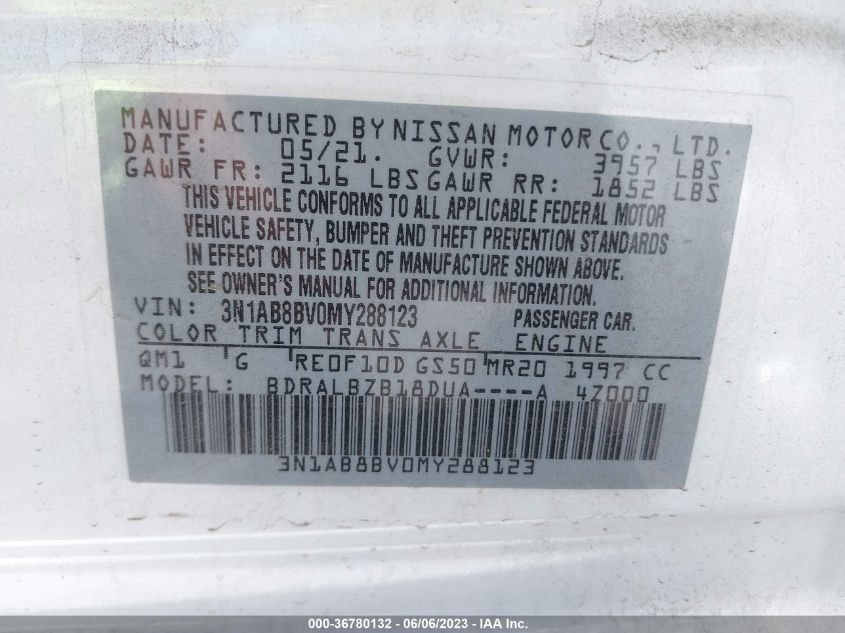 MANUFACTURED BY NISSAN MOTOR CO., LTD.
DATE: 05/21. GVWR: 3957 LBS
GAWR FR: 2116 LBS GAWR RR: 1852 LBS
THIS VEHICLE CONFORMS TO ALL APPLICABLE FEDERAL MOTOR
VEHICLE SAFETY, BUMPER AND THEFT PREVENTION STANDARDS
IN EFFECT ON THE DATE OF MANUFACTURE SHOWN ABOVE.
SEE OWNER'S MANUAL FOR ADDITIONAL INFORMATION.
VIN: 3N1AB8BV0MY288123 PASSENGER CAR.
COLOR TRIM TRANS AXLE ENGINE
QM1 G RE0F10D GS50 MR20 1997 CC
MODEL: BDRALBZB18DUA----A 4Z000
3N1AB8BV0MY288123
000-36780132 - 06/06/2023 - IAA Inc.